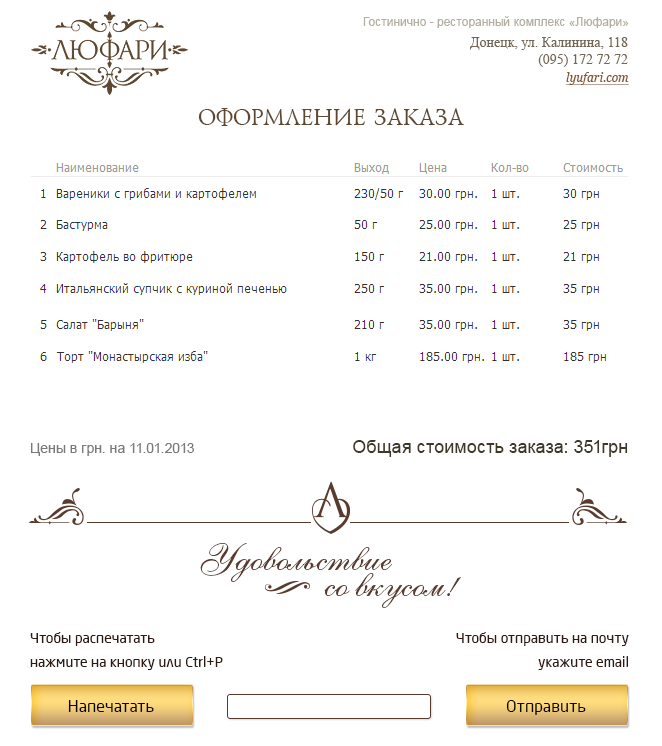 ЛЮФАРИ
Гостинично - ресторанный комплекс «Люфари»
Донецк, ул. Калинина, 118
(095) 172 72 72
lyufari.com
ОФОРМЛЕНИЕ ЗАКАЗА
Наименование Выход Цена Кол-во Стоимость
1 Вареники с грибами и картофелем 230/50 г 30.00 грн. 1 шт. 30 грн
2 Бастурма 50 г 25.00 грн. 1 шт. 25 грн
3 Картофель во фритюре 150 г 21.00 грн. 1 шт. 21 грн
4 Итальянский супчик с куриной печенью 250 г 35.00 грн. 1 шт. 35 грн
5 Салат "Барыня" 210 г 35.00 грн. 1 шт. 35 грн
6 Торт "Монастырская изба" 1 кг 185.00 грн. 1 шт. 185 грн
Цены в грн. на 11.01.2013 Общая стоимость заказа: 351грн
Л
Удовольствие
со вкусом!
Чтобы распечатать
нажмите на кнопку или Ctrl+P
Чтобы отправить на почту
укажите email
Напечатать Отправить